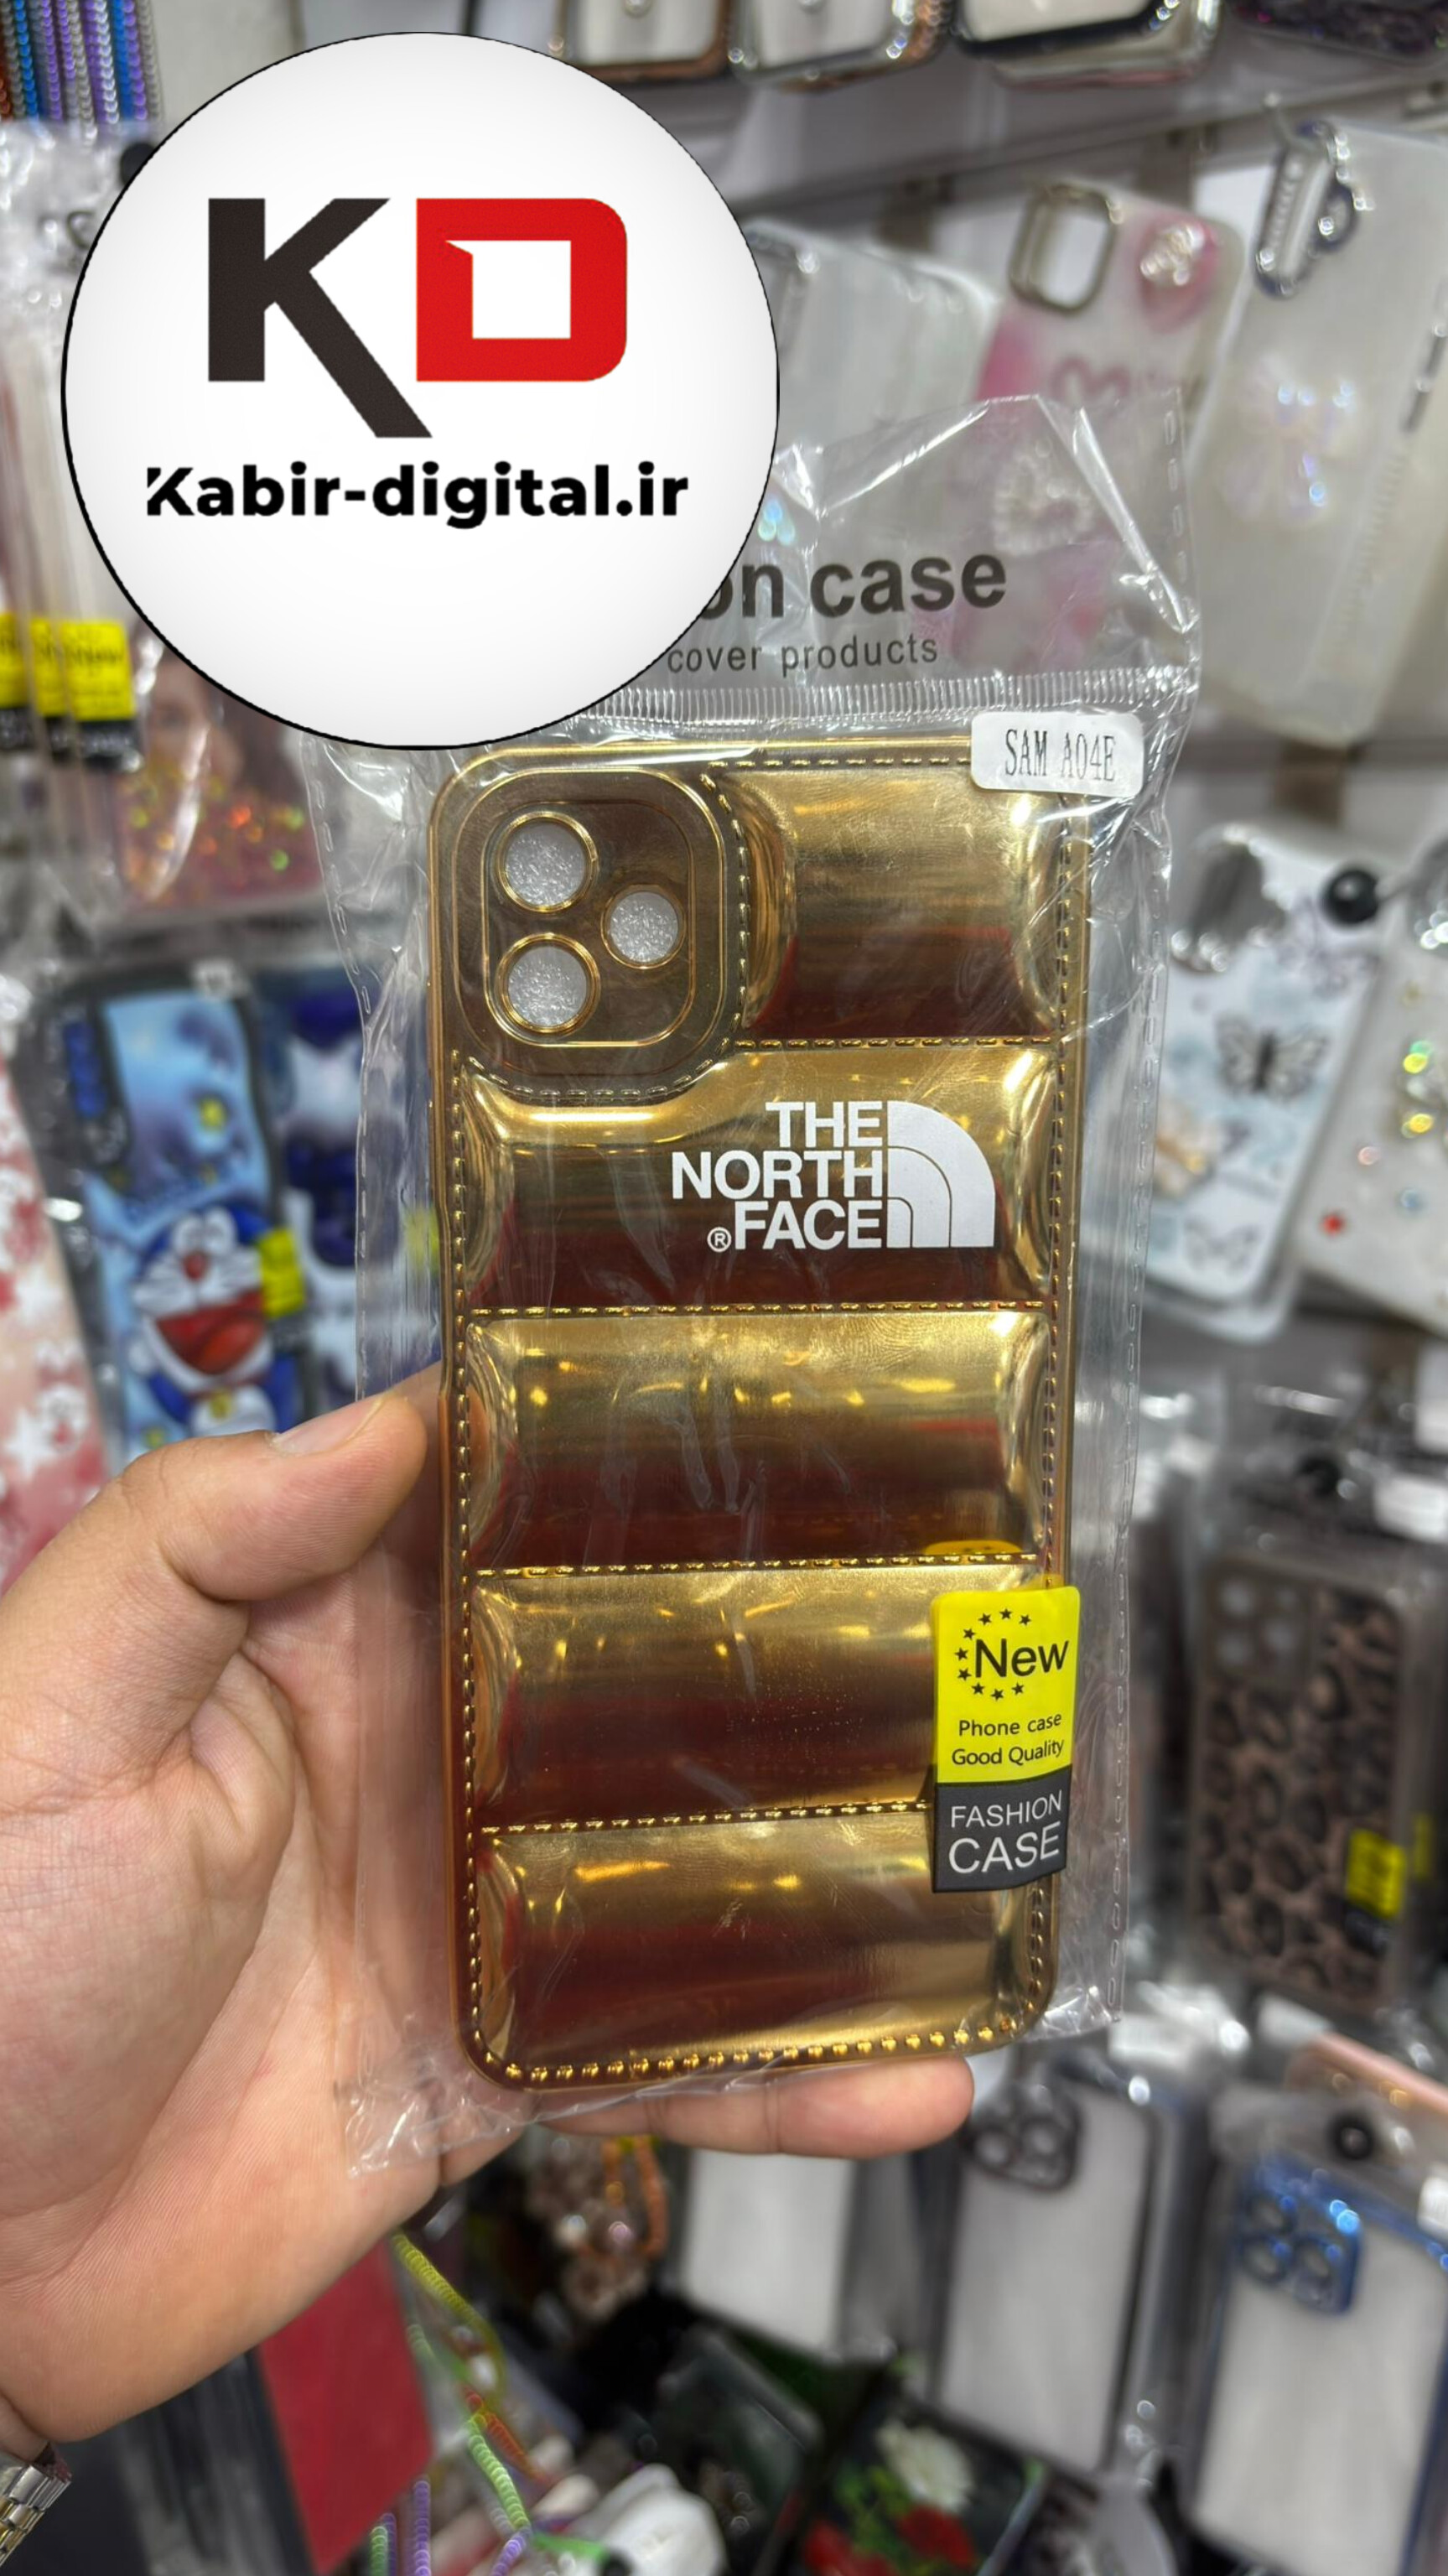 KD
Kabir-digital.ir
on case
cover products
SAM A04E
THE
NORTH
®FACE
New
Phone case
Good Quality
FASHION
CASE